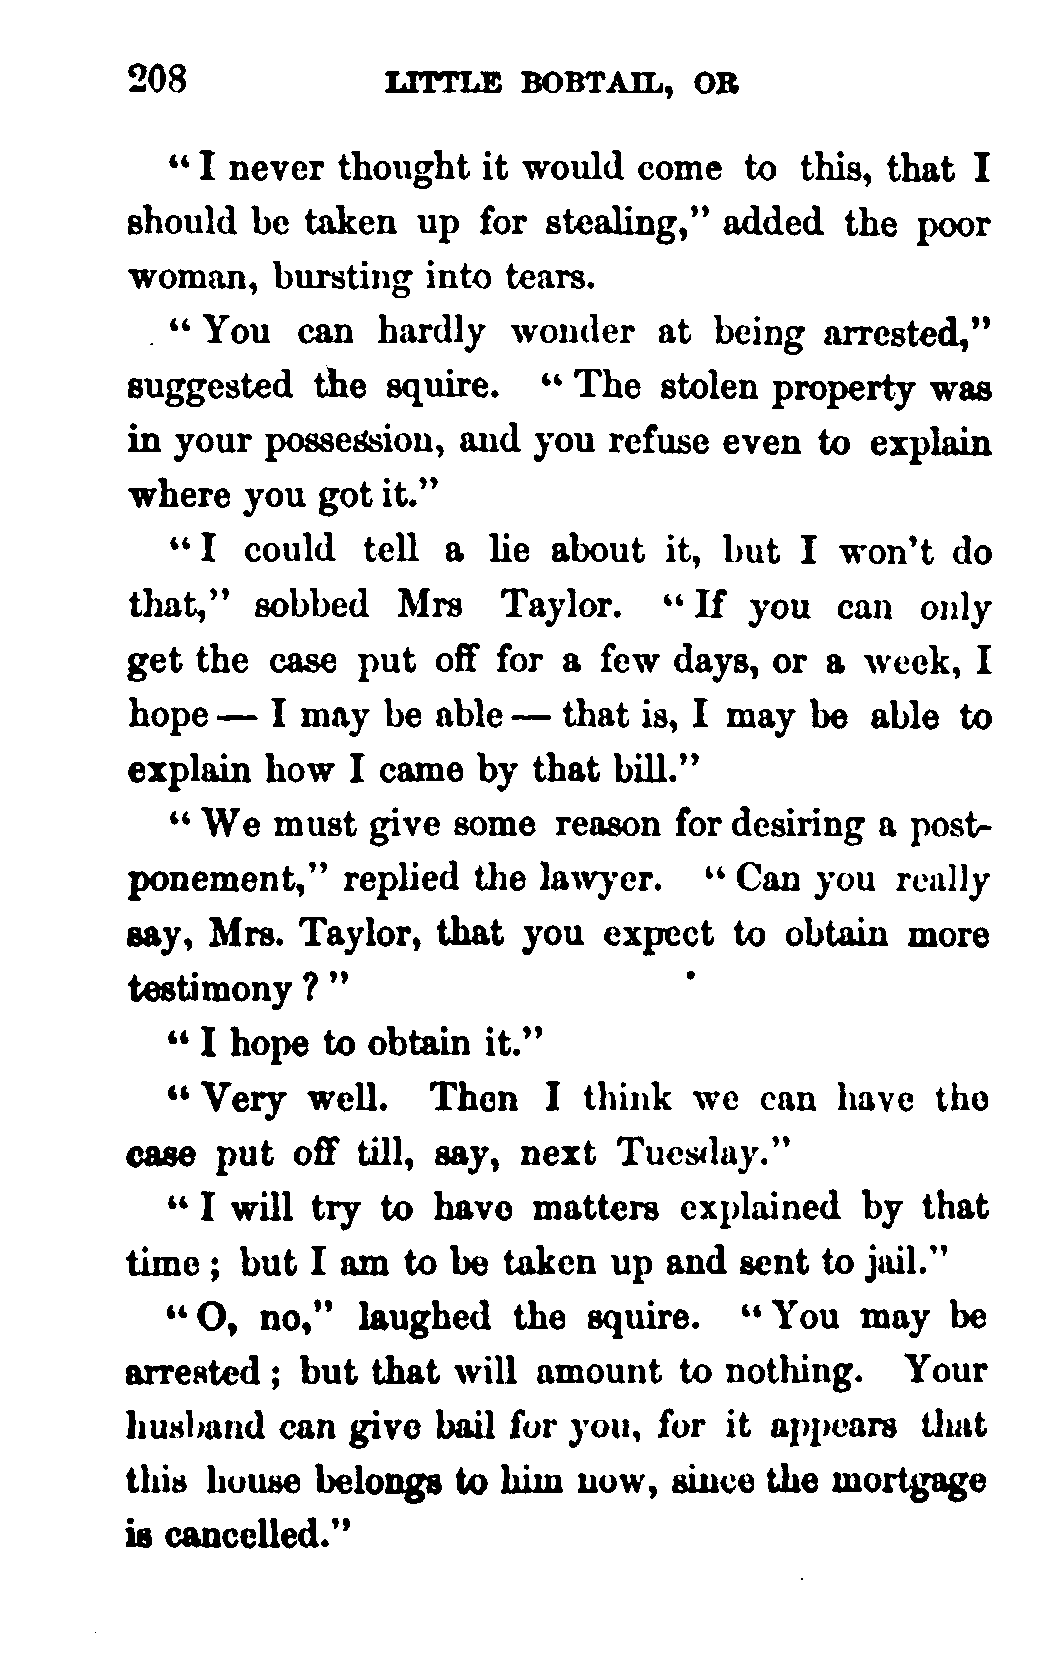 208 LITTLE BOBTAIL, OR
“ I never thought it would come to this, that I
should be taken up for stealing,” added the poor
woman, bursting into tears.
“ You can hardly wonder at being arrested,”
suggested the squire. “ The stolen property was
in your possession, and you refuse even to explain
where you got it.”
“ I could tell a lie about it, but I won’t do
that,” sobbed Mrs Taylor. “ If you can only
get the case put off for a few days, or a week, I
hope — I may be able — that is, I may be able to
explain how I came by that bill.”
“ We must give some reason for desiring a post-
ponement,” replied the lawyer. “ Can you really
say, Mrs. Taylor, that you expect to obtain more
testimony ? ”
“ I hope to obtain it.”
“ Very well. Then I think we can have the
case put off till, say, next Tuesday.”
“ I will try to have matters explained by that
time ; but I am to be taken up and sent to jail.”
“ O, no,” laughed the squire. “ You may be
arrested ; but that will amount to nothing. Your
husband can give bail for you, for it appears that
this house belongs to him now, since the mortgage
is cancelled.”